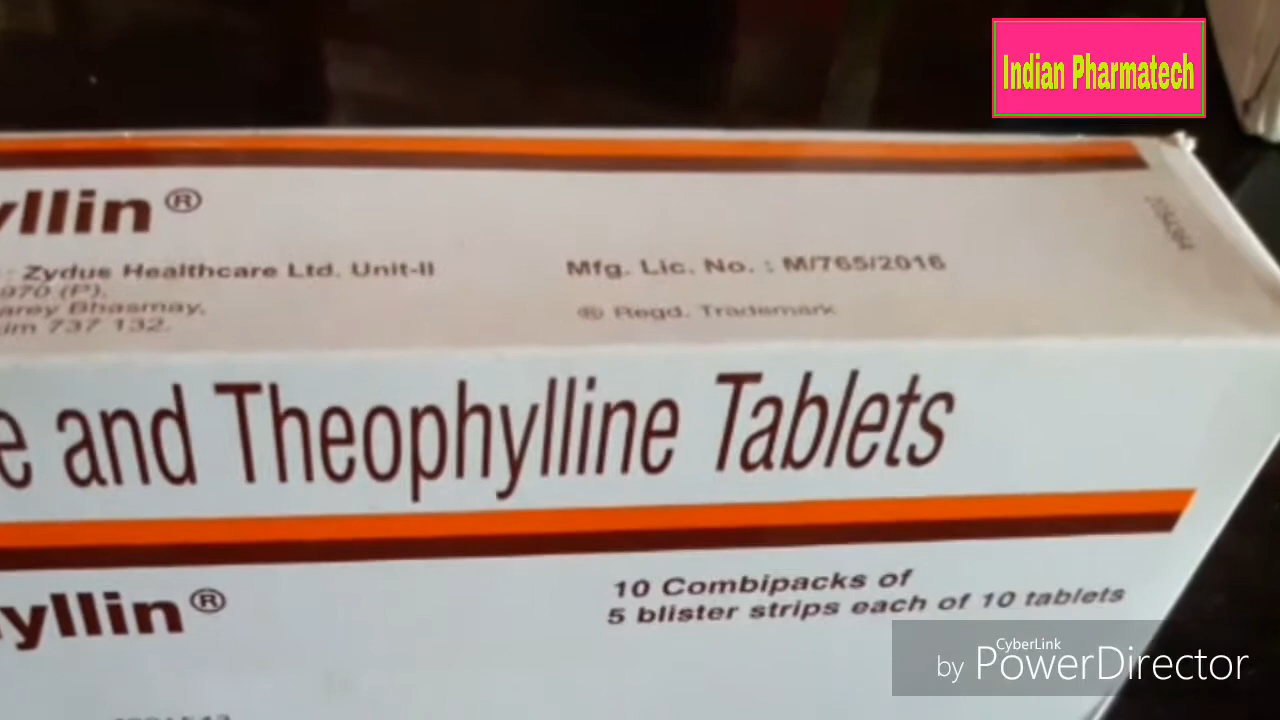 Indian Pharmatech
yllin®
: Zydus Healthcare Ltd. Unit-II
970 (P),
arey Bhasmay,
im 737 132.
Mfg. Lic. No. : M/765/2016
® Regd. Trademark
e and Theophylline Tablets
yllin®
10 Combipacks of
5 blister strips each of 10 tablets
CyberLink
by PowerDirector